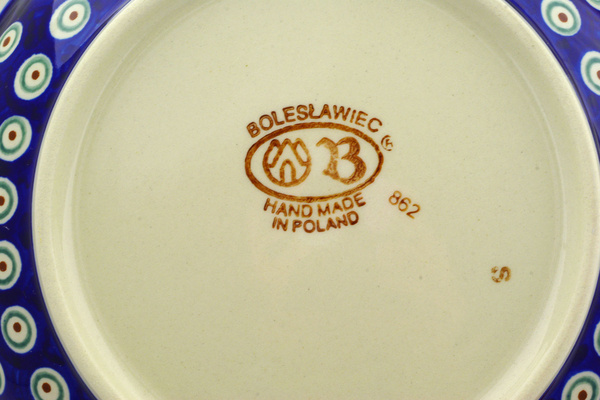 BOLESŁAWIEC ®
B
HAND MADE
IN POLAND
862
S